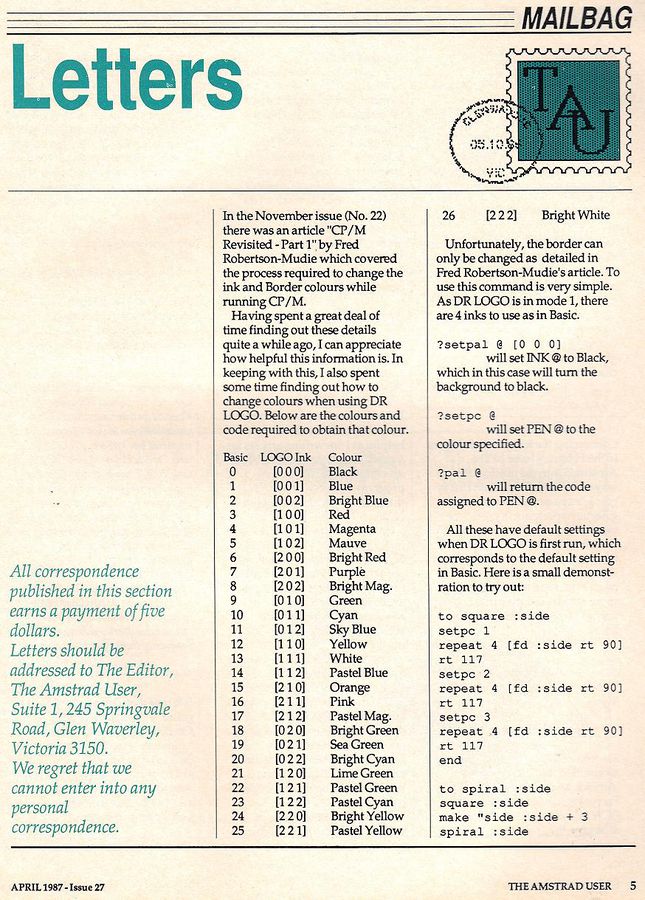 MAILBAG
Letters
TAU
VIC
All correspondence
published in this section
earns a payment of five
dollars.
Letters should be
addressed to The Editor,
The Amstrad User,
Suite 1, 245 Springvale
Road, Glen Waverley,
Victoria 3150.
We regret that we
cannot enter into any
personal
correspondence.
In the November issue (No. 22)
there was an article "CP/M
Revisited - Part 1" by Fred
Robertson-Mudie which covered
the process required to change the
ink and Border colours while
running CP/M.
Having spent a great deal of
time finding out these details
quite a while ago, I can appreciate
how helpful this information is. In
keeping with this, I also spent
some time finding out how to
change colours when using DR
LOGO. Below are the colours and
code required to obtain that colour.
Basic LOGO Ink Colour
0 [0 0 0] Black
1 [0 0 1] Blue
2 [0 0 2] Bright Blue
3 [1 0 0] Red
4 [1 0 1] Magenta
5 [1 0 2] Mauve
6 [2 0 0] Bright Red
7 [2 0 1] Purple
8 [2 0 2] Bright Mag.
9 [0 1 0] Green
10 [0 1 1] Cyan
11 [0 1 2] Sky Blue
12 [1 1 0] Yellow
13 [1 1 1] White
14 [1 1 2] Pastel Blue
15 [2 1 0] Orange
16 [2 1 1] Pink
17 [2 1 2] Pastel Mag.
18 [0 2 0] Bright Green
19 [0 2 1] Sea Green
20 [0 2 2] Bright Cyan
21 [1 2 0] Lime Green
22 [1 2 1] Pastel Green
23 [1 2 2] Pastel Cyan
24 [2 2 0] Bright Yellow
25 [2 2 1] Pastel Yellow
26 [2 2 2] Bright White
Unfortunately, the border can
only be changed as detailed in
Fred Robertson-Mudie's article. To
use this command is very simple.
As DR LOGO is in mode 1, there
are 4 inks to use as in Basic.
?setpal @ [0 0 0]
will set INK @ to Black,
which in this case will turn the
background to black.
?setpc @
will set PEN @ to the
colour specified.
?pal @
will return the code
assigned to PEN @.
All these have default settings
when DR LOGO is first run, which
corresponds to the default setting
in Basic. Here is a small demonst-
ration to try out:
to square :side
setpc 1
repeat 4 [fd :side rt 90]
rt 117
setpc 2
repeat 4 [fd :side rt 90]
rt 117
setpc 3
repeat 4 [fd :side rt 90]
rt 117
end
to spiral :side
square :side
make "side :side + 3
spiral :side
APRIL 1987 - Issue 27
THE AMSTRAD USER 5